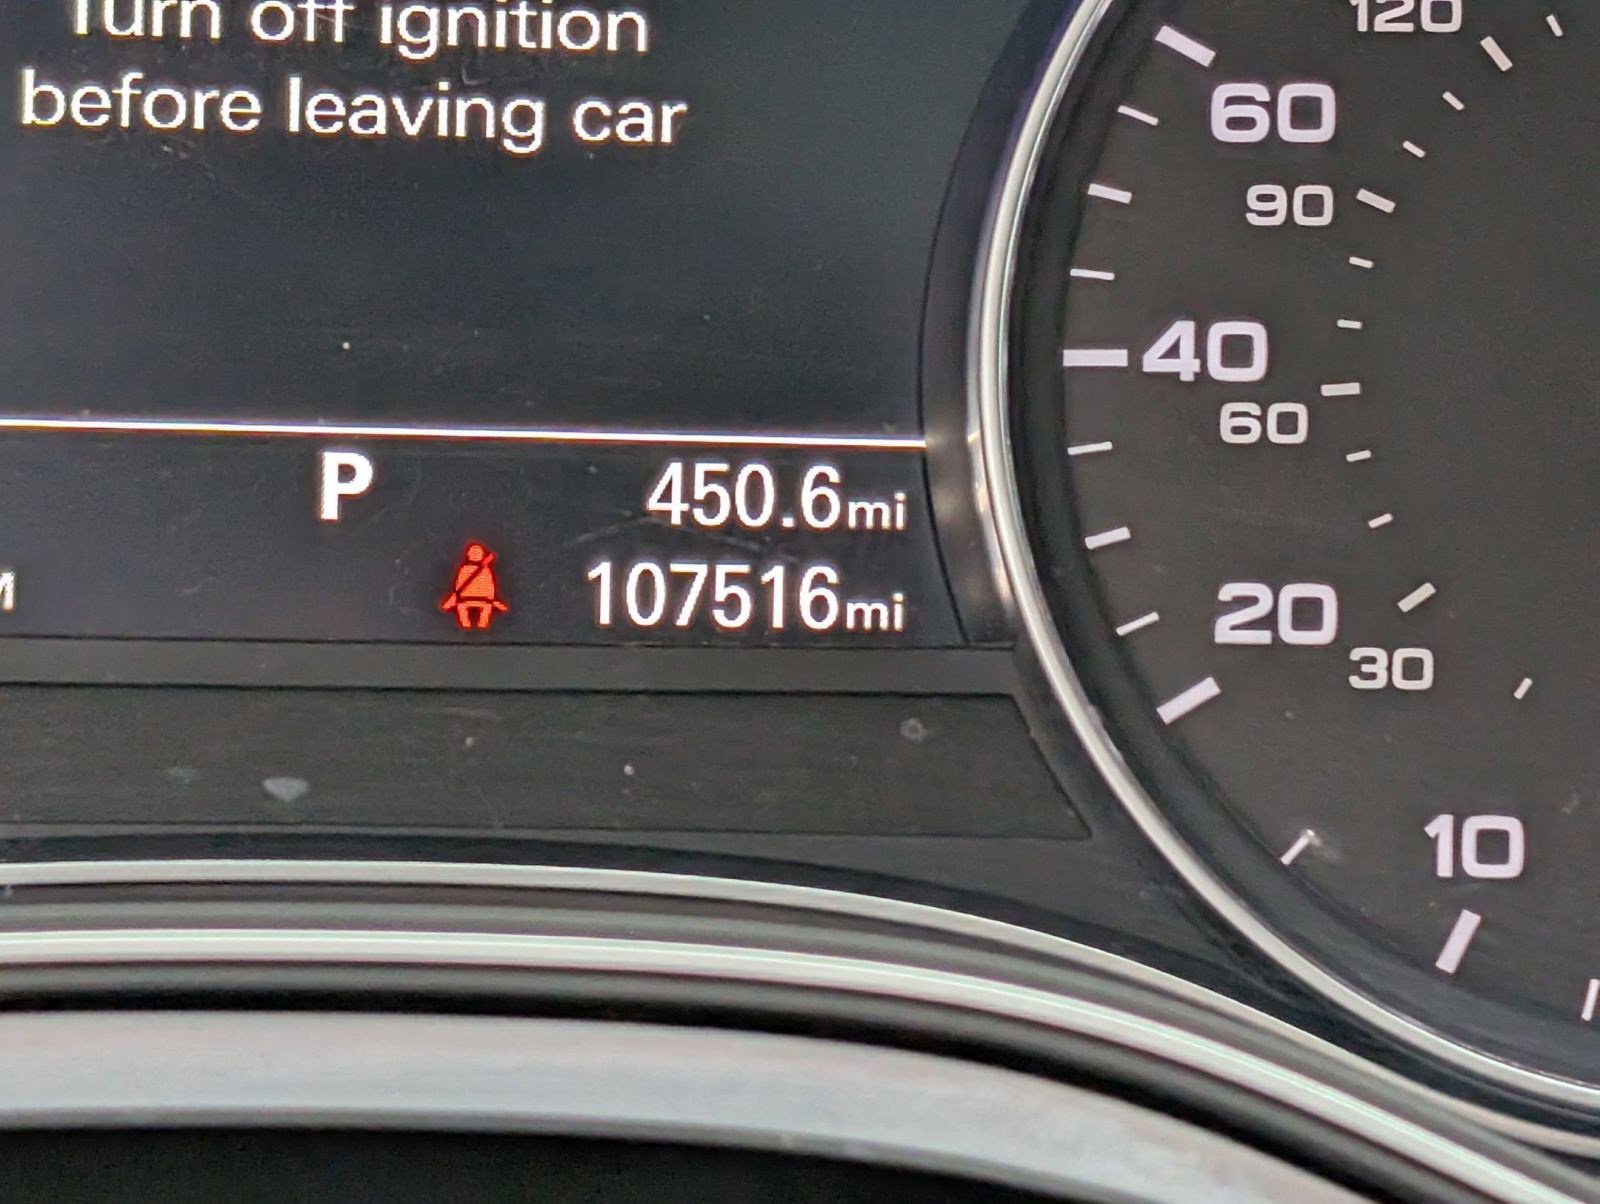 Turn off ignition
before leaving car
P 450.6mi
107516mi
120
60
90
40
60
20
30
10